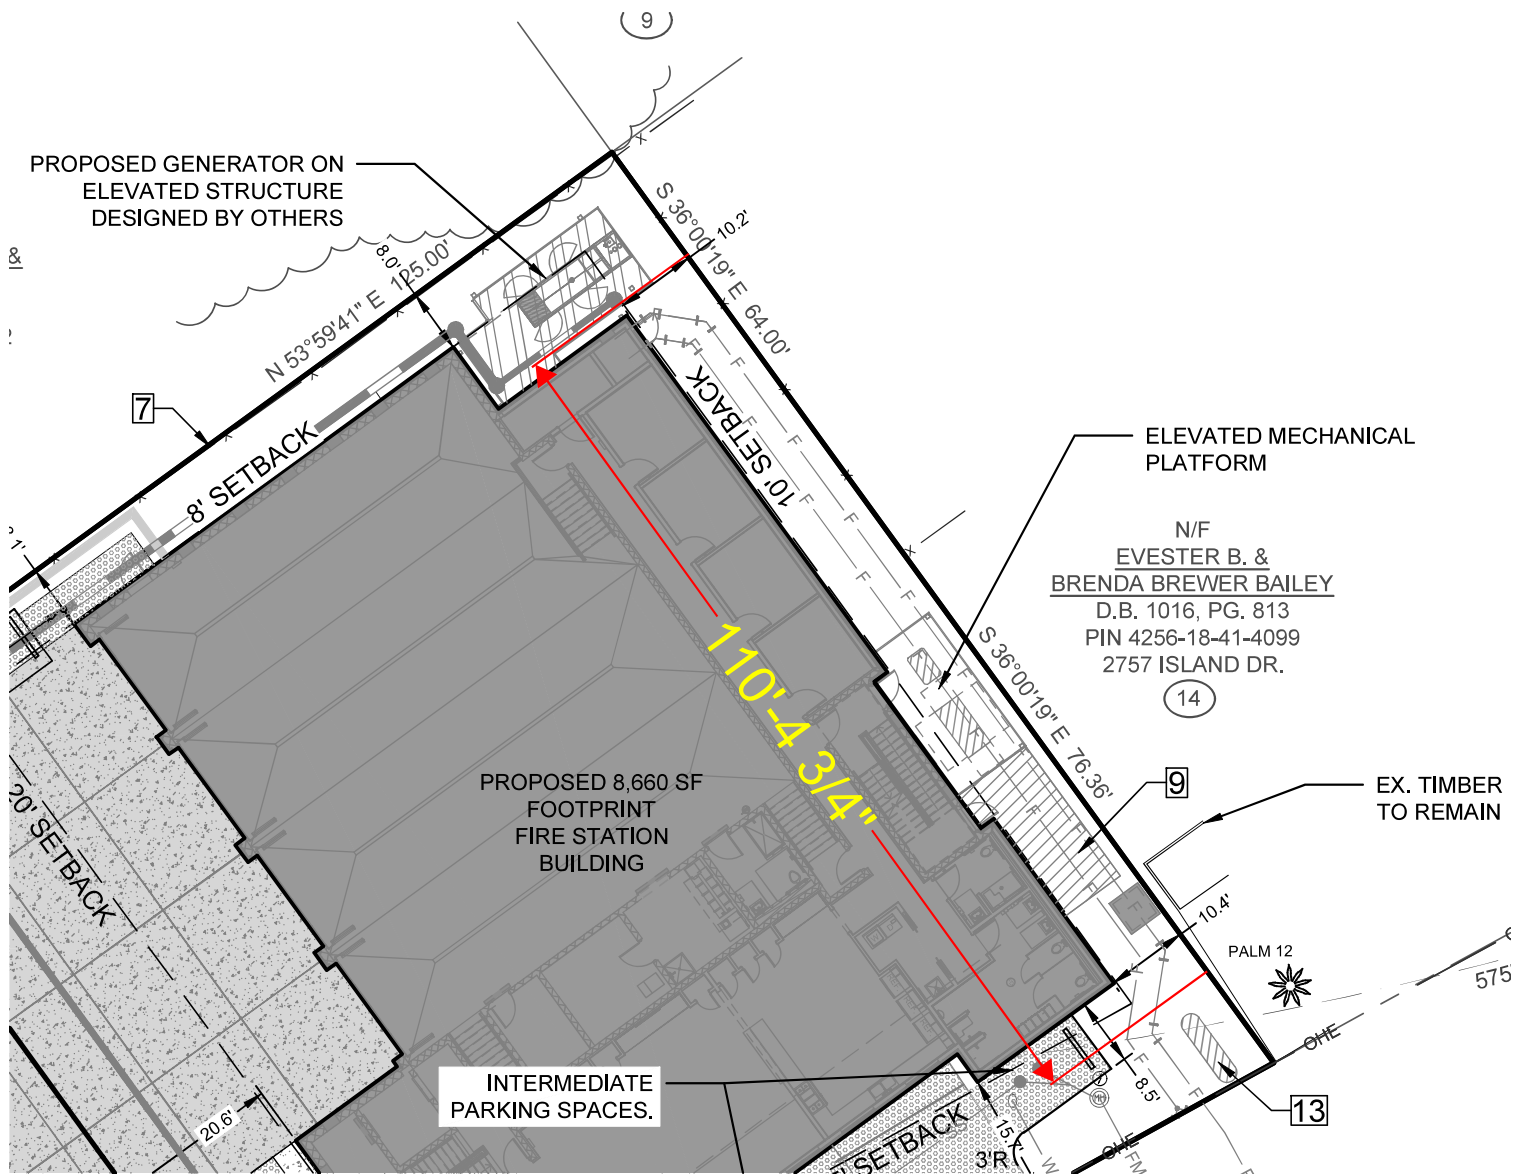 9
PROPOSED GENERATOR ON
ELEVATED STRUCTURE
DESIGNED BY OTHERS
&
8.0'
N 53°59'41" E 125.00'
S 36°00'19" E 64.00'
10.2'
7
8' SETBACK
10' SETBACK
ELEVATED MECHANICAL
PLATFORM
N/F
EVESTER B. &
BRENDA BREWER BAILEY
D.B. 1016, PG. 813
PIN 4256-18-41-4099
2757 ISLAND DR.
14
S 36°00'19" E 76.36'
110'-4 3/4"
PROPOSED 8,660 SF
FOOTPRINT
FIRE STATION
BUILDING
9
EX. TIMBER
TO REMAIN
20' SETBACK
10.4'
PALM 12
575
OHE
INTERMEDIATE
PARKING SPACES.
20.6'
8.5'
13
15.7'
3'R
SETBACK
OHE
MH
W
FM
F